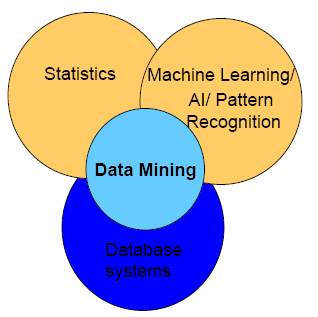 Statistics
Machine Learning/
AI/ Pattern
Recognition
Data Mining
Database
systems